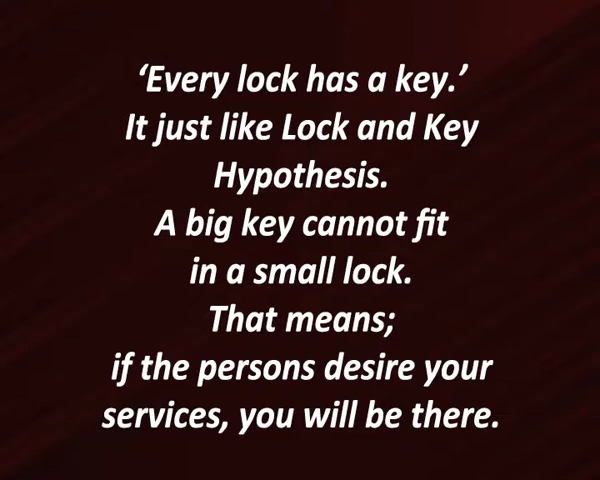 ‘Every lock has a key.’
It just like Lock and Key
Hypothesis.
A big key cannot fit
in a small lock.
That means;
if the persons desire your
services, you will be there.